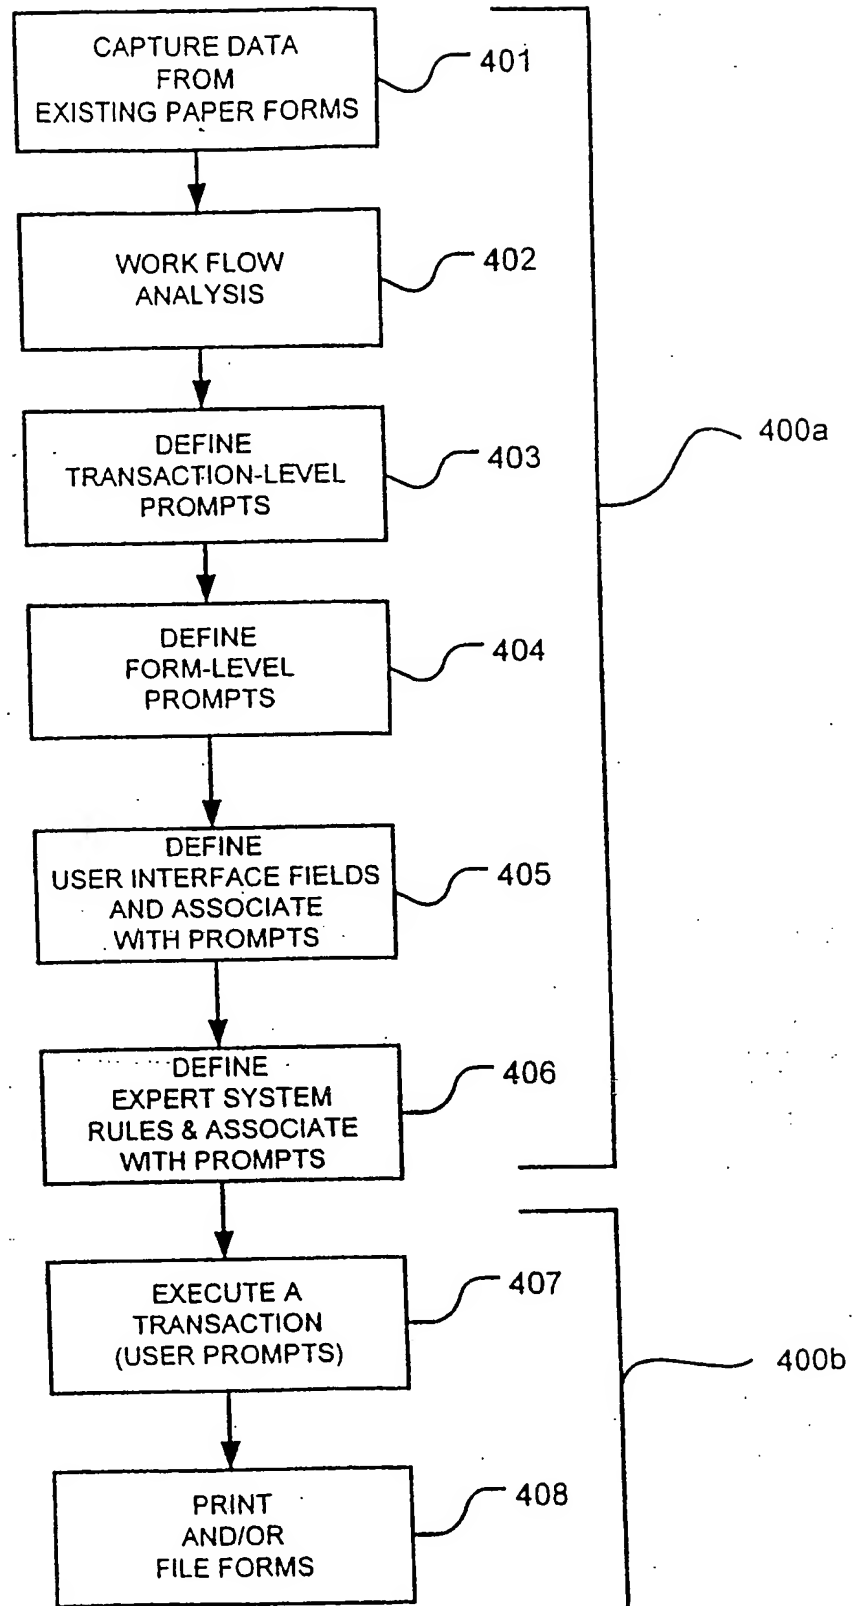 CAPTURE DATA
FROM
EXISTING PAPER FORMS
401
WORK FLOW
ANALYSIS
402
DEFINE
TRANSACTION-LEVEL
PROMPTS
403
400a
DEFINE
FORM-LEVEL
PROMPTS
404
DEFINE
USER INTERFACE FIELDS
AND ASSOCIATE
WITH PROMPTS
405
DEFINE
EXPERT SYSTEM
RULES & ASSOCIATE
WITH PROMPTS
406
EXECUTE A
TRANSACTION
(USER PROMPTS)
407
400b
PRINT
AND/OR
FILE FORMS
408